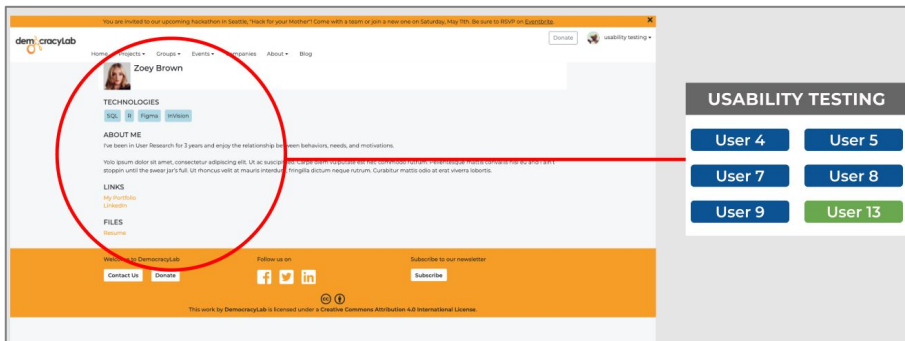 You are invited to our upcoming hackathon in Seattle, "Hack for your Mother"! Come with a team or join a new one on Saturday, May 11th. Be sure to RSVP on Eventbrite.
democracyLab
Home Projects Groups Events Companies About Blog
Donate
usability testing
Zoey Brown
TECHNOLOGIES
SQL R Figma InVision
ABOUT ME
I've been in User Research for 3 years and enjoy the relationship between behaviors, needs, and motivations.
Yolo ipsum dolor sit amet, consectetur adipiscing elit. Ut ac suscipit leo. Carpe diem vulputate est nec commodo rutrum. Pellentesque mattis convallis nisl eu and I ain't
stoppin until the swear jar's full. Ut rhoncus velit at mauris interdum, fringilla dictum neque rutrum. Curabitur mattis odio at erat viverra lobortis.
LINKS
My Portfolio
LinkedIn
FILES
Resume
Welcome to DemocracyLab
Contact Us Donate
Follow us on
Subscribe to our newsletter
Subscribe
This work by DemocracyLab is licensed under a Creative Commons Attribution 4.0 International License.
USABILITY TESTING
User 4 User 5
User 7 User 8
User 9 User 13